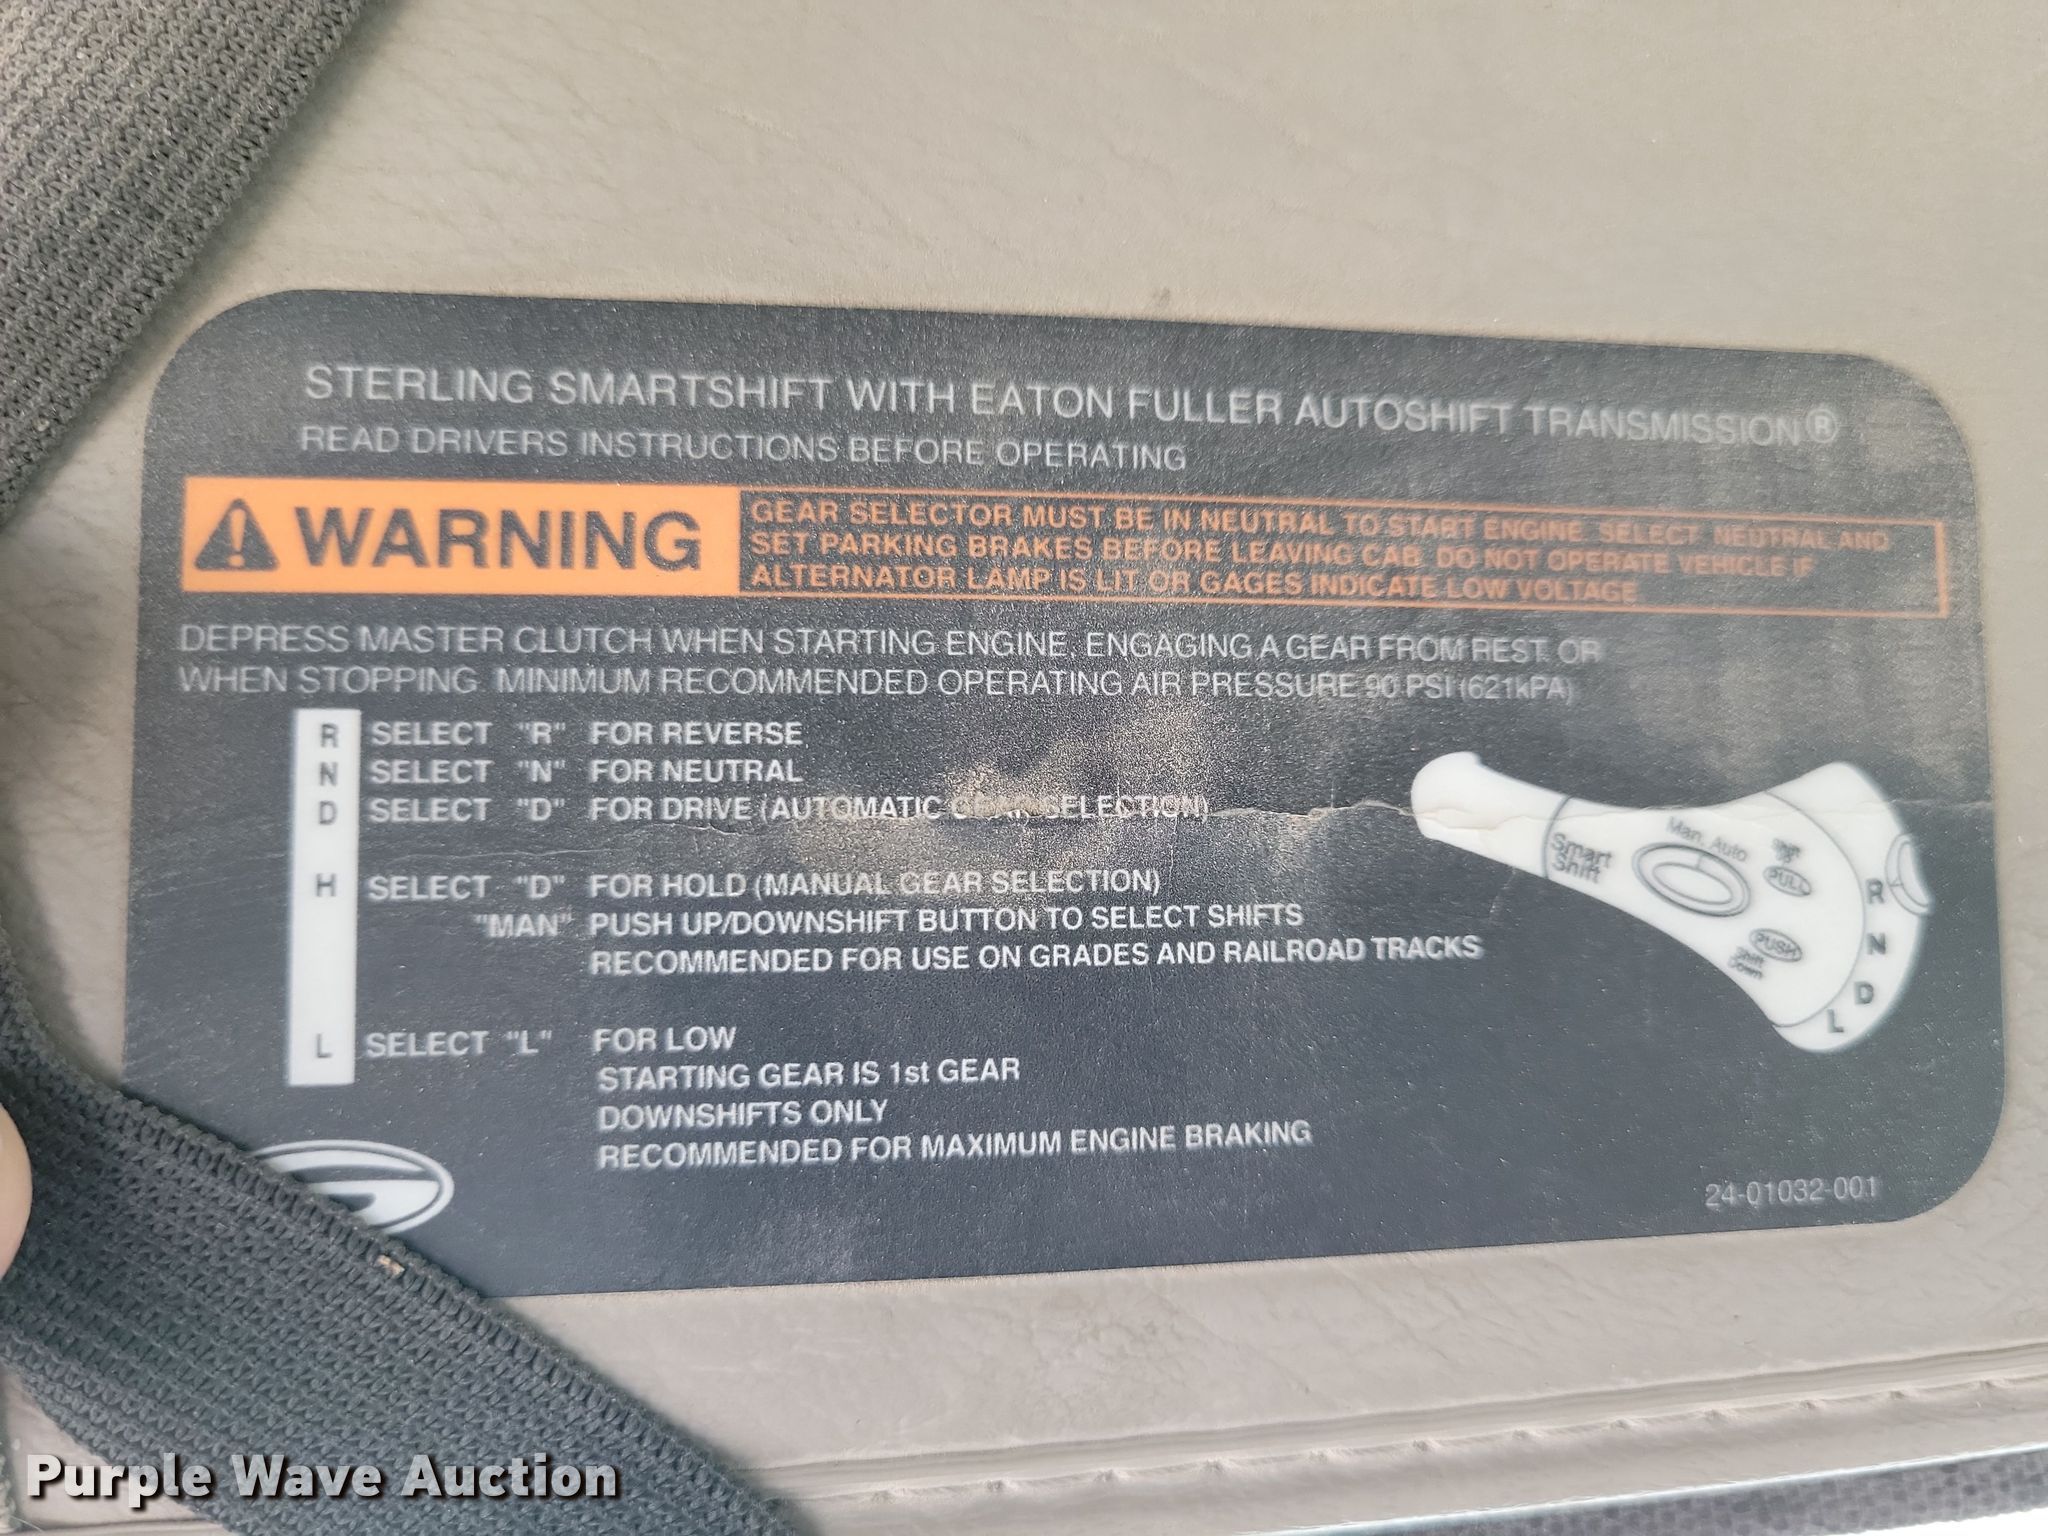 STERLING SMARTSHIFT WITH EATON FULLER AUTOSHIFT TRANSMISSION®
READ DRIVERS INSTRUCTIONS BEFORE OPERATING
WARNING
GEAR SELECTOR MUST BE IN NEUTRAL TO START ENGINE. SELECT NEUTRAL AND
SET PARKING BRAKES BEFORE LEAVING CAB. DO NOT OPERATE VEHICLE IF
ALTERNATOR LAMP IS LIT OR GAGES INDICATE LOW VOLTAGE
DEPRESS MASTER CLUTCH WHEN STARTING ENGINE, ENGAGING A GEAR FROM REST OR
WHEN STOPPING. MINIMUM RECOMMENDED OPERATING AIR PRESSURE 90 PSI (621kPA)
R SELECT "R" FOR REVERSE
N SELECT "N" FOR NEUTRAL
D SELECT "D" FOR DRIVE (AUTOMATIC GEAR SELECTION)
H SELECT "D" FOR HOLD (MANUAL GEAR SELECTION)
"MAN" PUSH UP/DOWNSHIFT BUTTON TO SELECT SHIFTS
RECOMMENDED FOR USE ON GRADES AND RAILROAD TRACKS
L SELECT "L" FOR LOW
STARTING GEAR IS 1st GEAR
DOWNSHIFTS ONLY
RECOMMENDED FOR MAXIMUM ENGINE BRAKING
Smart
Shift
Man. Auto
Shift
Up
PULL
PUSH
Shift
Down
R
N
D
L
24-01032-001
Purple Wave Auction